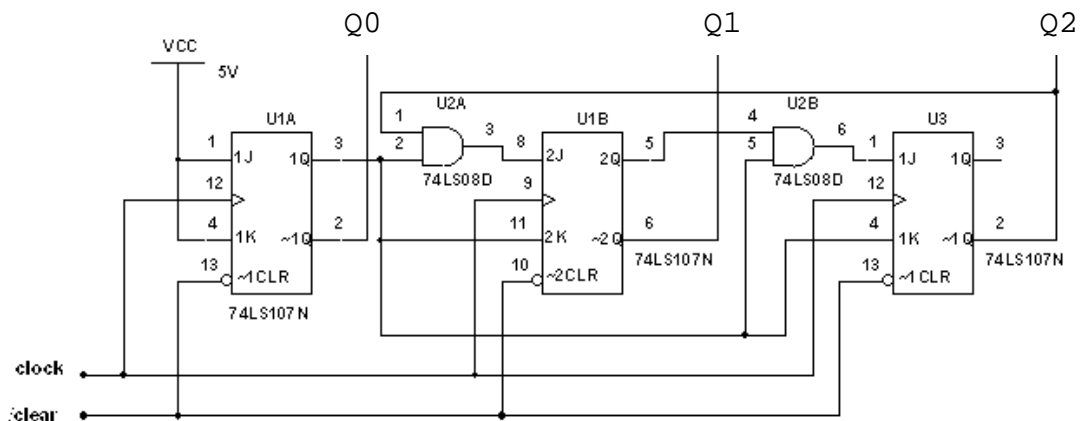 Q0 Q1 Q2
VCC
5V
U2A U2B
U1A U1B U3
1 4
1 3 3 5 6 3
2 8 5 1
1J 1Q 2J 2Q 1J 1Q
12 74LS08D 9 74LS08D 12
4 2 11 6 4 2
1K ~1Q 2K ~2Q 1K ~1Q
13 10 74LS107N 13 74LS107N
~1CLR ~2CLR ~1CLR
74LS107N
clock
/clear